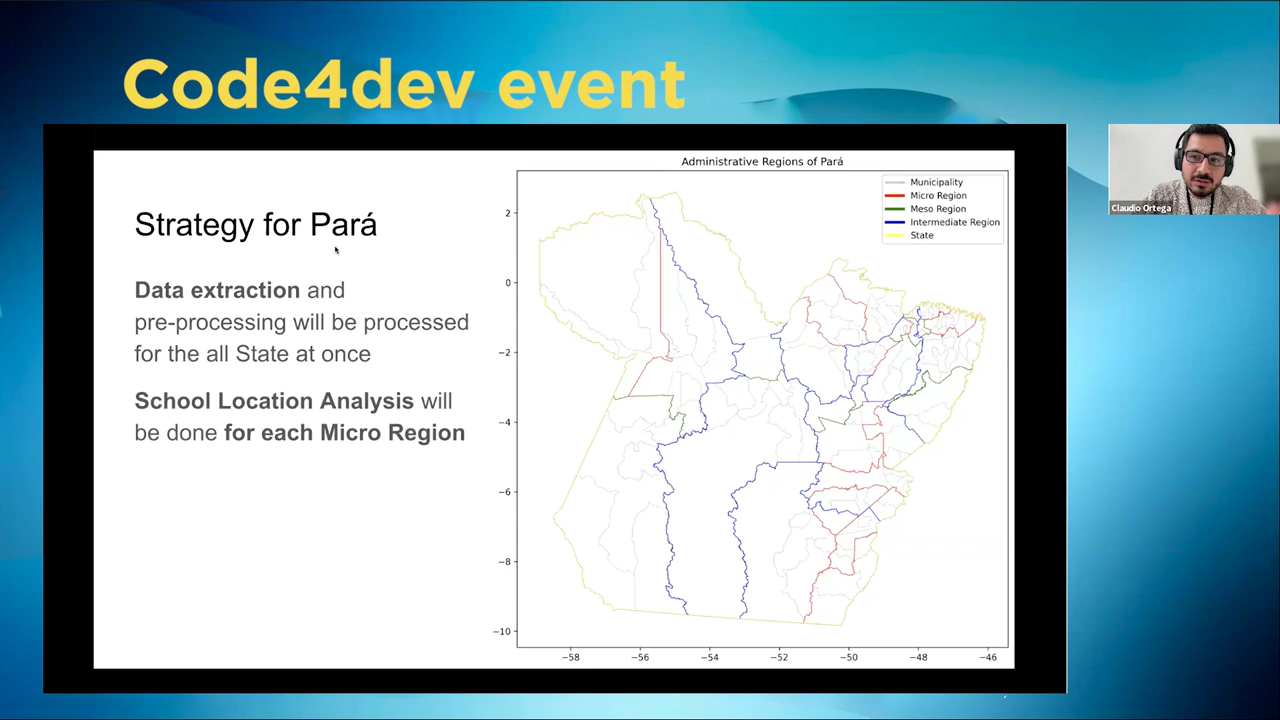 Code4dev event
Strategy for Pará
Data extraction and
pre-processing will be processed
for the all State at once
School Location Analysis will
be done for each Micro Region
Administrative Regions of Pará
Municipality
Micro Region
Meso Region
Intermediate Region
State
2
0
−2
−4
−6
−8
−10
−58
−56
−54
−52
−50
−48
−46
Claudio Ortega